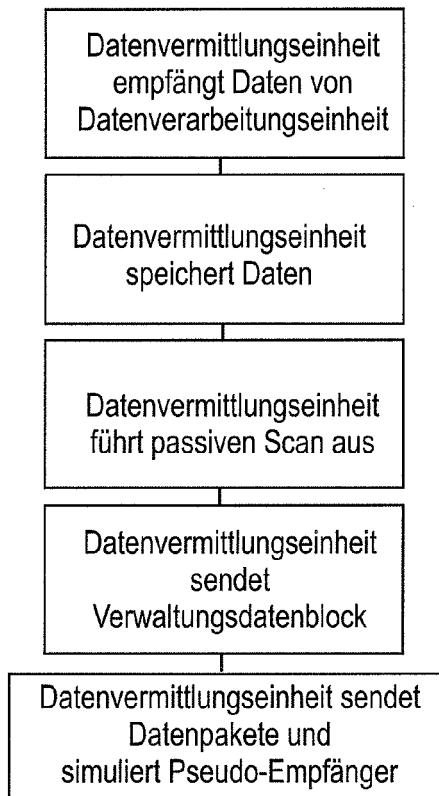 Datenvermittlungseinheit
empfängt Daten von
Datenverarbeitungseinheit
Datenvermittlungseinheit
speichert Daten
Datenvermittlungseinheit
führt passiven Scan aus
Datenvermittlungseinheit
sendet
Verwaltungsdatenblock
Datenvermittlungseinheit sendet
Datenpakete und
simuliert Pseudo-Empfänger